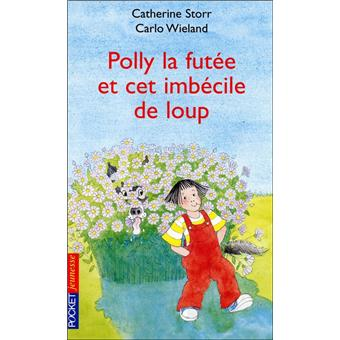 Catherine Storr
Carlo Wieland
Polly la futée
et cet imbécile
de loup
POCKET jeunesse